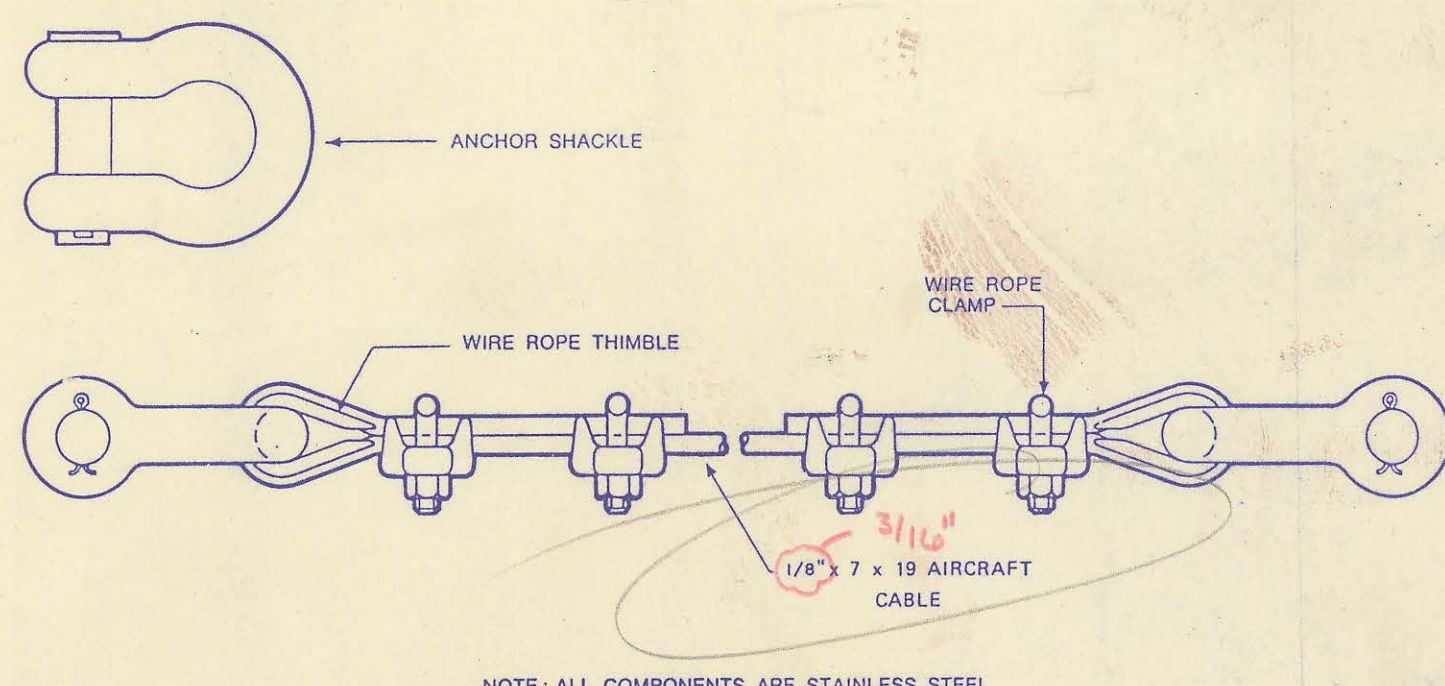 ANCHOR SHACKLE
WIRE ROPE
CLAMP
WIRE ROPE THIMBLE
3/16"
1/8" x 7 x 19 AIRCRAFT
CABLE
NOTE: ALL COMPONENTS ARE STAINLESS STEEL